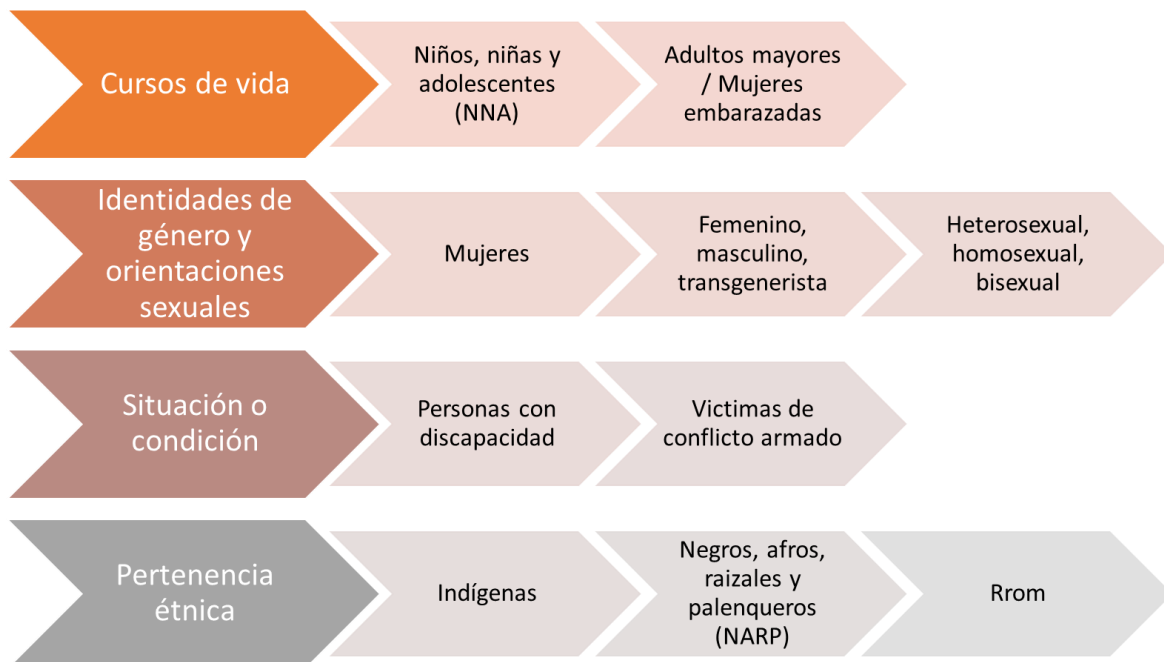 Cursos de vida
Niños, niñas y
adolescentes
(NNA)
Adultos mayores
/ Mujeres
embarazadas
Identidades de
género y
orientaciones
sexuales
Mujeres
Femenino,
masculino,
transgenerista
Heterosexual,
homosexual,
bisexual
Situación o
condición
Personas con
discapacidad
Victimas de
conflicto armado
Pertenencia
étnica
Indígenas
Negros, afros,
raizales y
palenqueros
(NARP)
Rrom